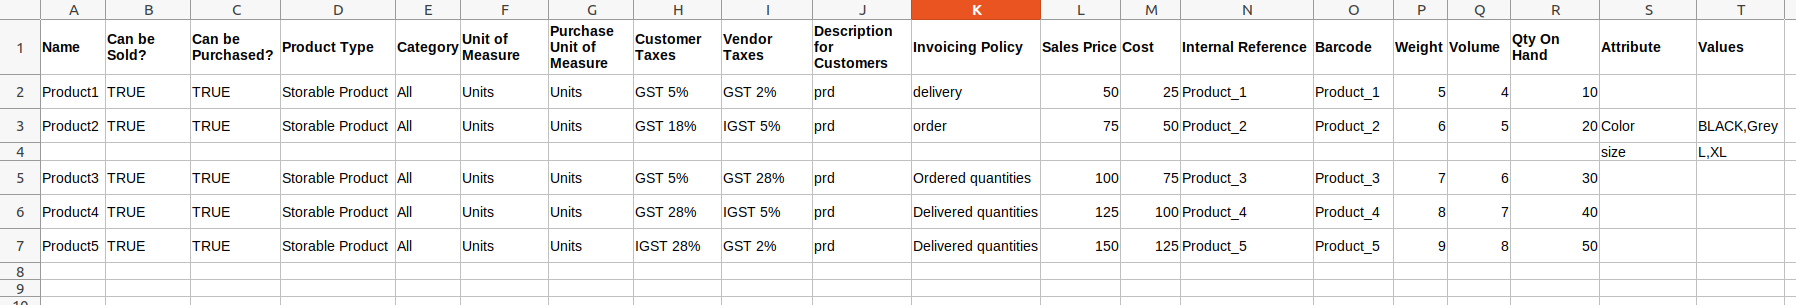 A B C D E F G H I J K L M N O P Q R S T
1 Name Can be Sold? Can be Purchased? Product Type Category Unit of Measure Purchase Unit of Measure Customer Taxes Vendor Taxes Description for Customers Invoicing Policy Sales Price Cost Internal Reference Barcode Weight Volume Qty On Hand Attribute Values
2 Product1 TRUE TRUE Storable Product All Units Units GST 5% GST 2% prd delivery 50 25 Product_1 Product_1 5 4 10
3 Product2 TRUE TRUE Storable Product All Units Units GST 18% IGST 5% prd order 75 50 Product_2 Product_2 6 5 20 Color BLACK,Grey
4 size L,XL
5 Product3 TRUE TRUE Storable Product All Units Units GST 5% GST 28% prd Ordered quantities 100 75 Product_3 Product_3 7 6 30
6 Product4 TRUE TRUE Storable Product All Units Units GST 28% IGST 5% prd Delivered quantities 125 100 Product_4 Product_4 8 7 40
7 Product5 TRUE TRUE Storable Product All Units Units IGST 28% GST 2% prd Delivered quantities 150 125 Product_5 Product_5 9 8 50
8
9
10